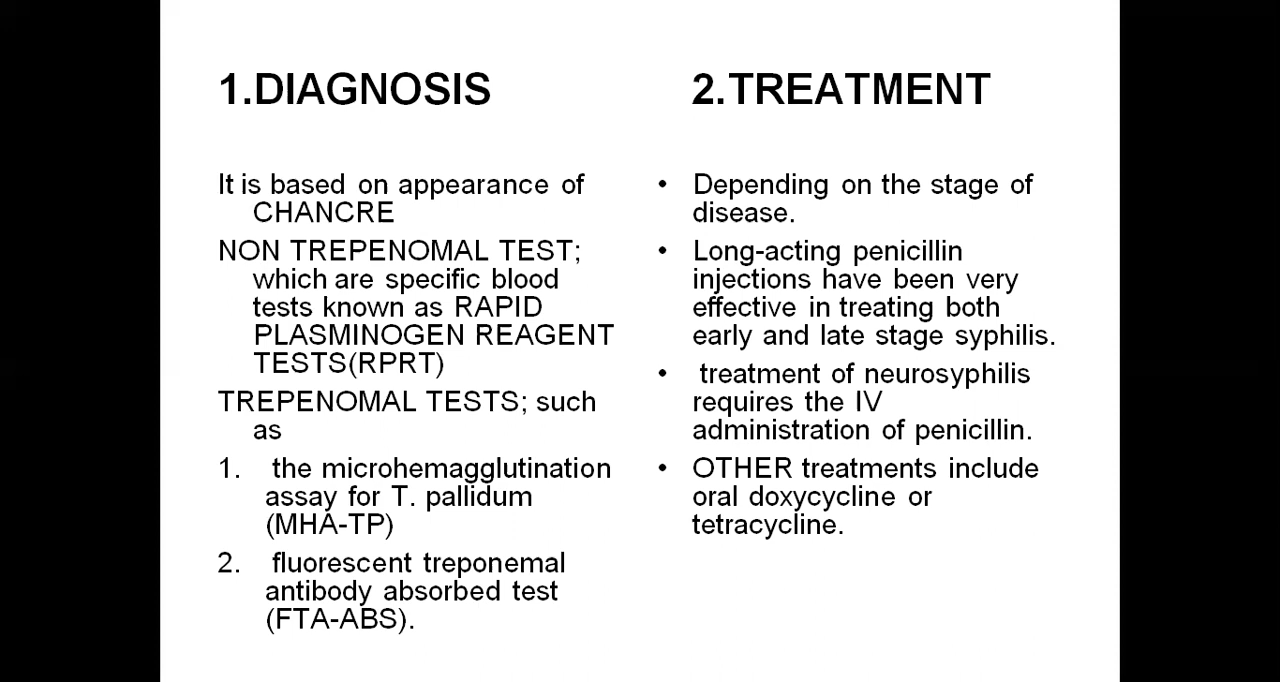 1.DIAGNOSIS
It is based on appearance of
CHANCRE
NON TREPENOMAL TEST;
which are specific blood
tests known as RAPID
PLASMINOGEN REAGENT
TESTS(RPRT)
TREPENOMAL TESTS; such
as
1. the microhemagglutination
assay for T. pallidum
(MHA-TP)
2. fluorescent treponemal
antibody absorbed test
(FTA-ABS).
2.TREATMENT
• Depending on the stage of
disease.
• Long-acting penicillin
injections have been very
effective in treating both
early and late stage syphilis.
• treatment of neurosyphilis
requires the IV
administration of penicillin.
• OTHER treatments include
oral doxycycline or
tetracycline.